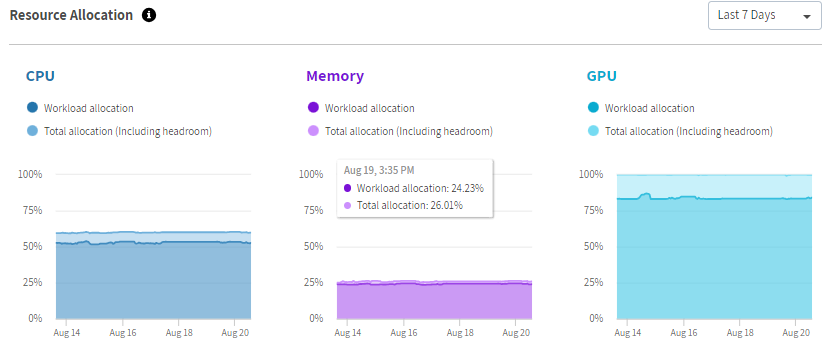 Resource Allocation
Last 7 Days
CPU
Workload allocation
Total allocation (Including headroom)
100%
75%
50%
25%
0%
Aug 14 Aug 16 Aug 18 Aug 20
Memory
Workload allocation
Total allocation (Including headroom)
Aug 19, 3:35 PM
Workload allocation: 24.23%
Total allocation: 26.01%
100%
75%
50%
25%
0%
Aug 14 Aug 16 Aug 18 Aug 20
GPU
Workload allocation
Total allocation (Including headroom)
100%
75%
50%
25%
0%
Aug 14 Aug 16 Aug 18 Aug 20